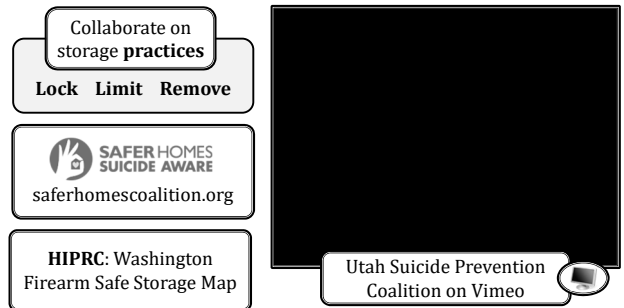 Collaborate on
storage practices
Lock Limit Remove
SAFER HOMES
SUICIDE AWARE
saferhomescoalition.org
HIPRC: Washington
Firearm Safe Storage Map
Utah Suicide Prevention
Coalition on Vimeo